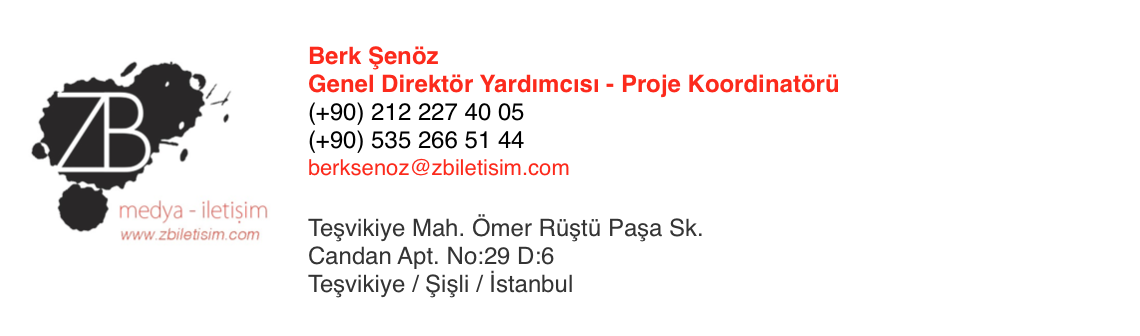 ZB
medya - iletişim
www.zbiletisim.com
Berk Şenöz
Genel Direktör Yardımcısı - Proje Koordinatörü
(+90) 212 227 40 05
(+90) 535 266 51 44
berksenoz@zbiletisim.com
Teşvikiye Mah. Ömer Rüştü Paşa Sk.
Candan Apt. No:29 D:6
Teşvikiye / Şişli / İstanbul